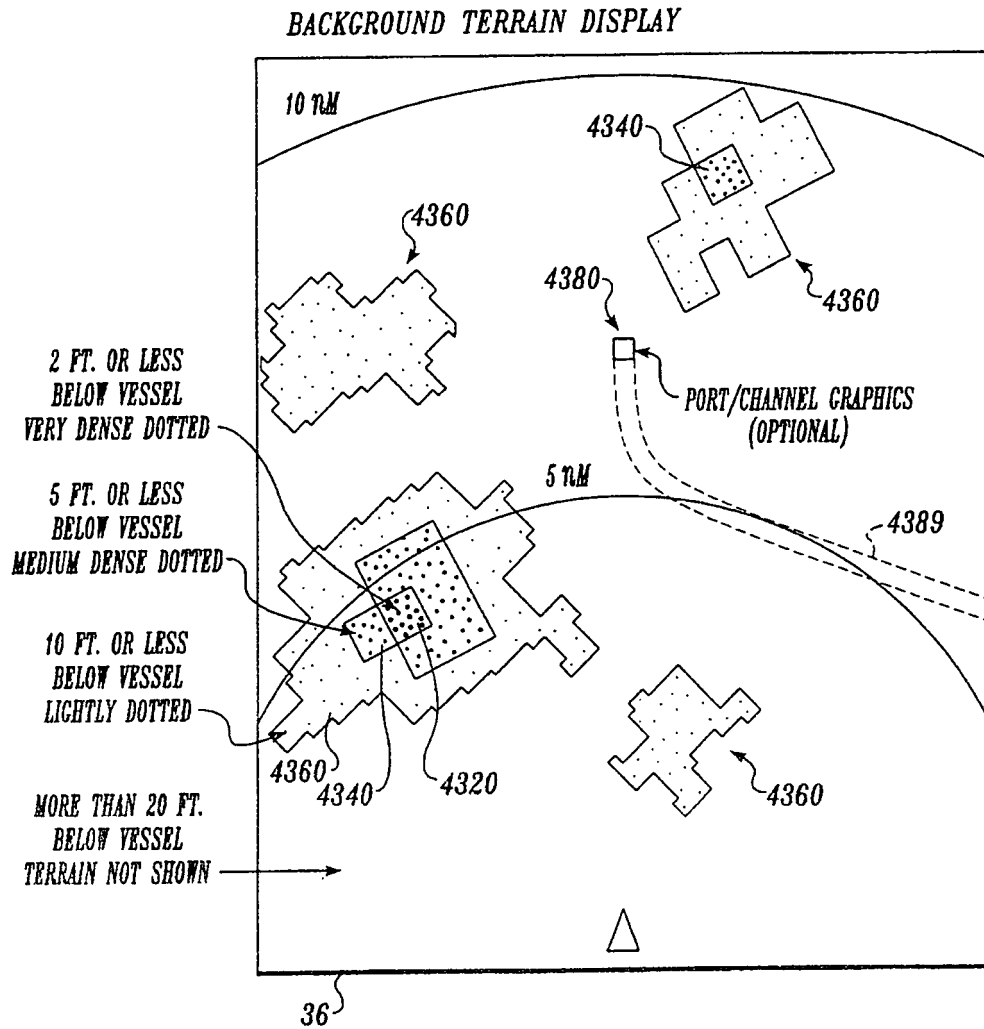 BACKGROUND TERRAIN DISPLAY
10 nM
4340
4360
4380
4360
2 FT. OR LESS
BELOW VESSEL
VERY DENSE DOTTED
PORT/CHANNEL GRAPHICS
(OPTIONAL)
5 nM
5 FT. OR LESS
BELOW VESSEL
MEDIUM DENSE DOTTED
4389
10 FT. OR LESS
BELOW VESSEL
LIGHTLY DOTTED
4360
4340
4320
4360
MORE THAN 20 FT.
BELOW VESSEL
TERRAIN NOT SHOWN
36